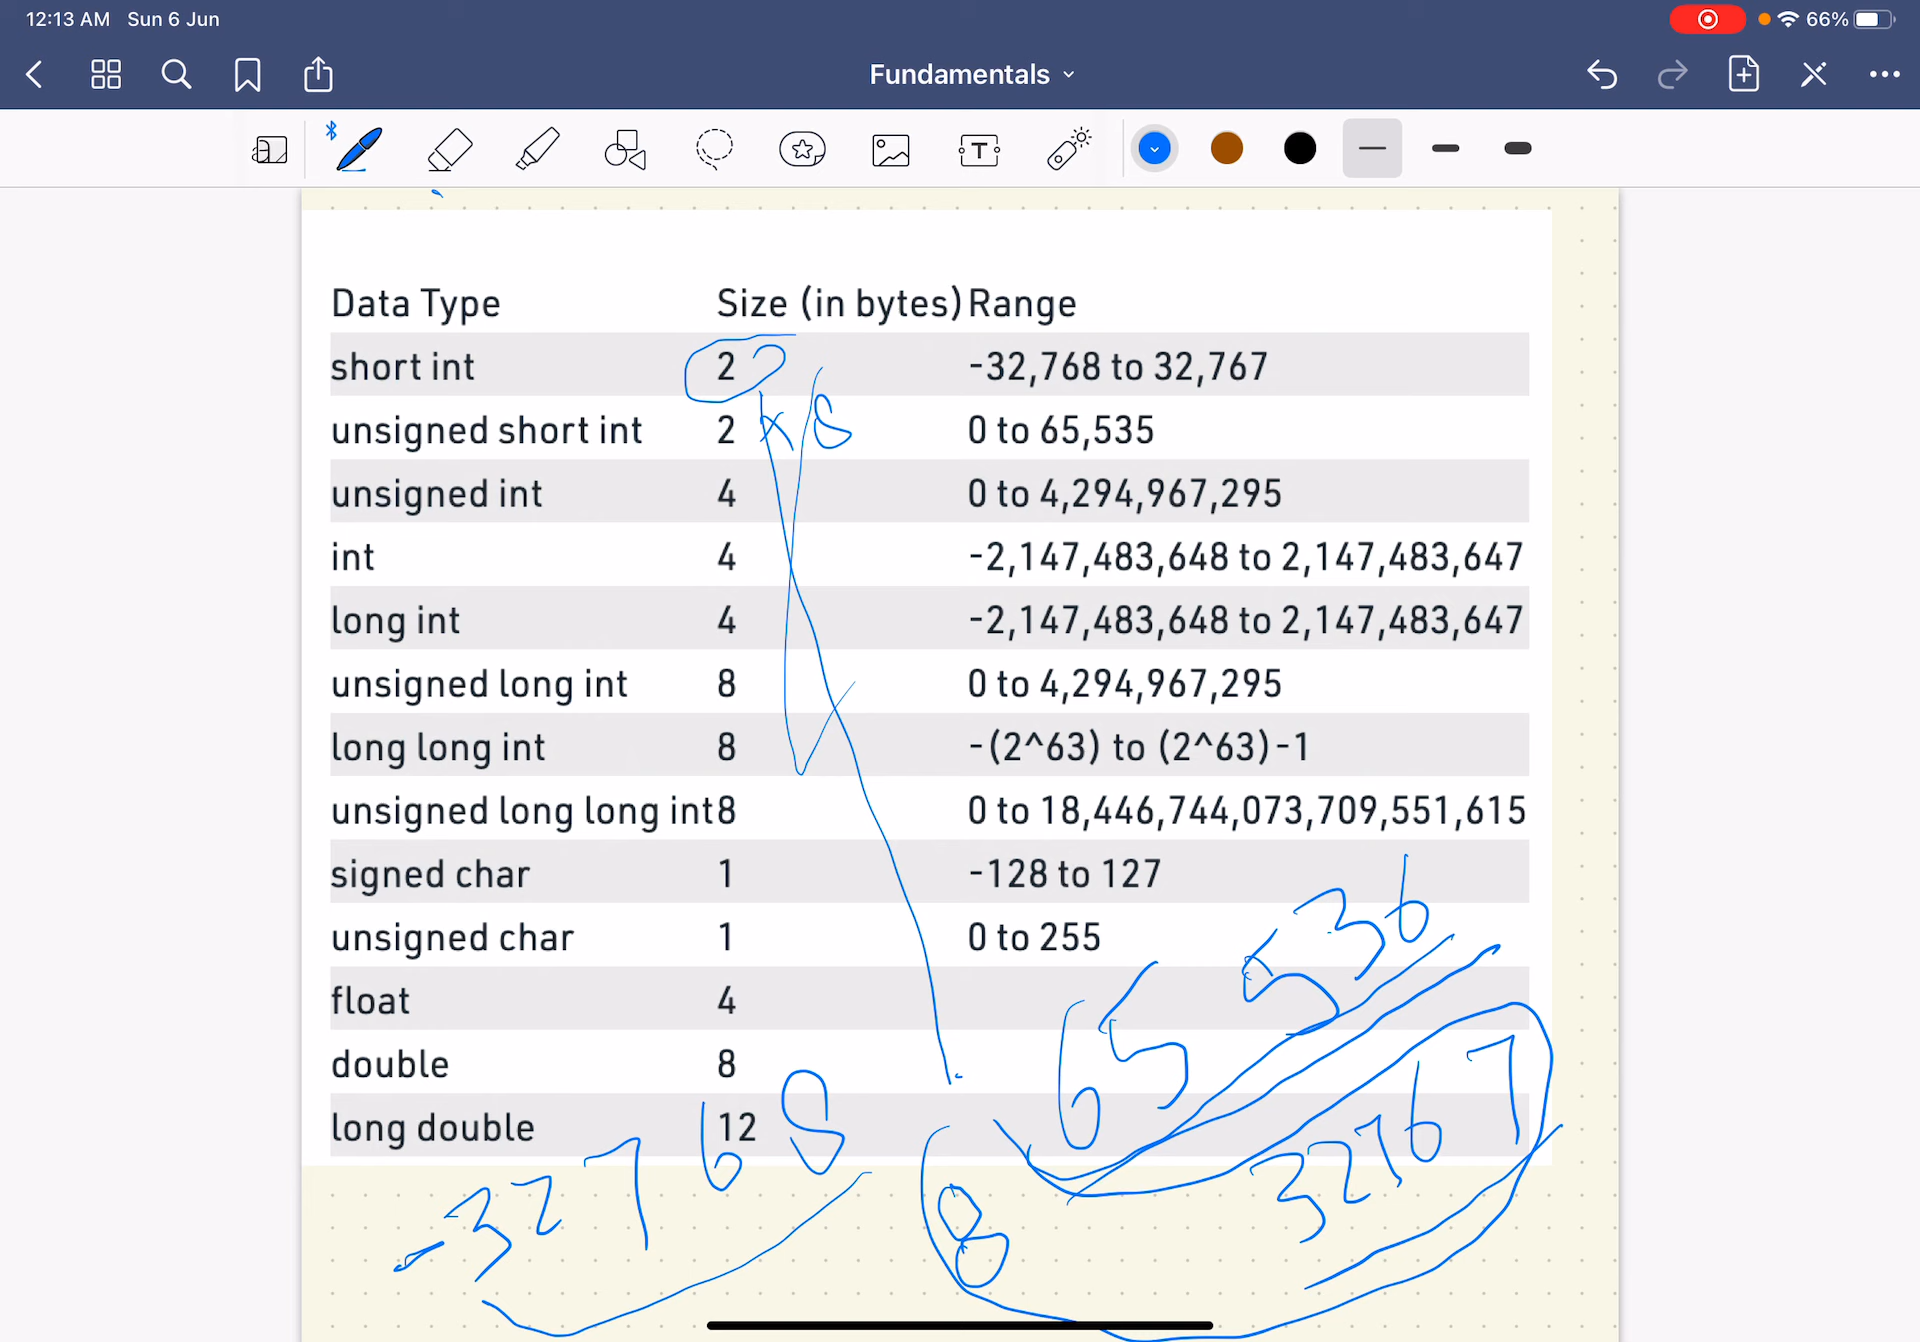 12:13 AM Sun 6 Jun 66%
Fundamentals
T
Data Type Size (in bytes) Range
short int 2 -32,768 to 32,767
unsigned short int 2 x 8 0 to 65,535
unsigned int 4 0 to 4,294,967,295
int 4 -2,147,483,648 to 2,147,483,647
long int 4 -2,147,483,648 to 2,147,483,647
unsigned long int 8 0 to 4,294,967,295
long long int 8 -(2^63) to (2^63)-1
unsigned long long int 8 0 to 18,446,744,073,709,551,615
signed char 1 -128 to 127
unsigned char 1 0 to 255
float 4
double 8
long double 12
65 536
-32768
8
32767